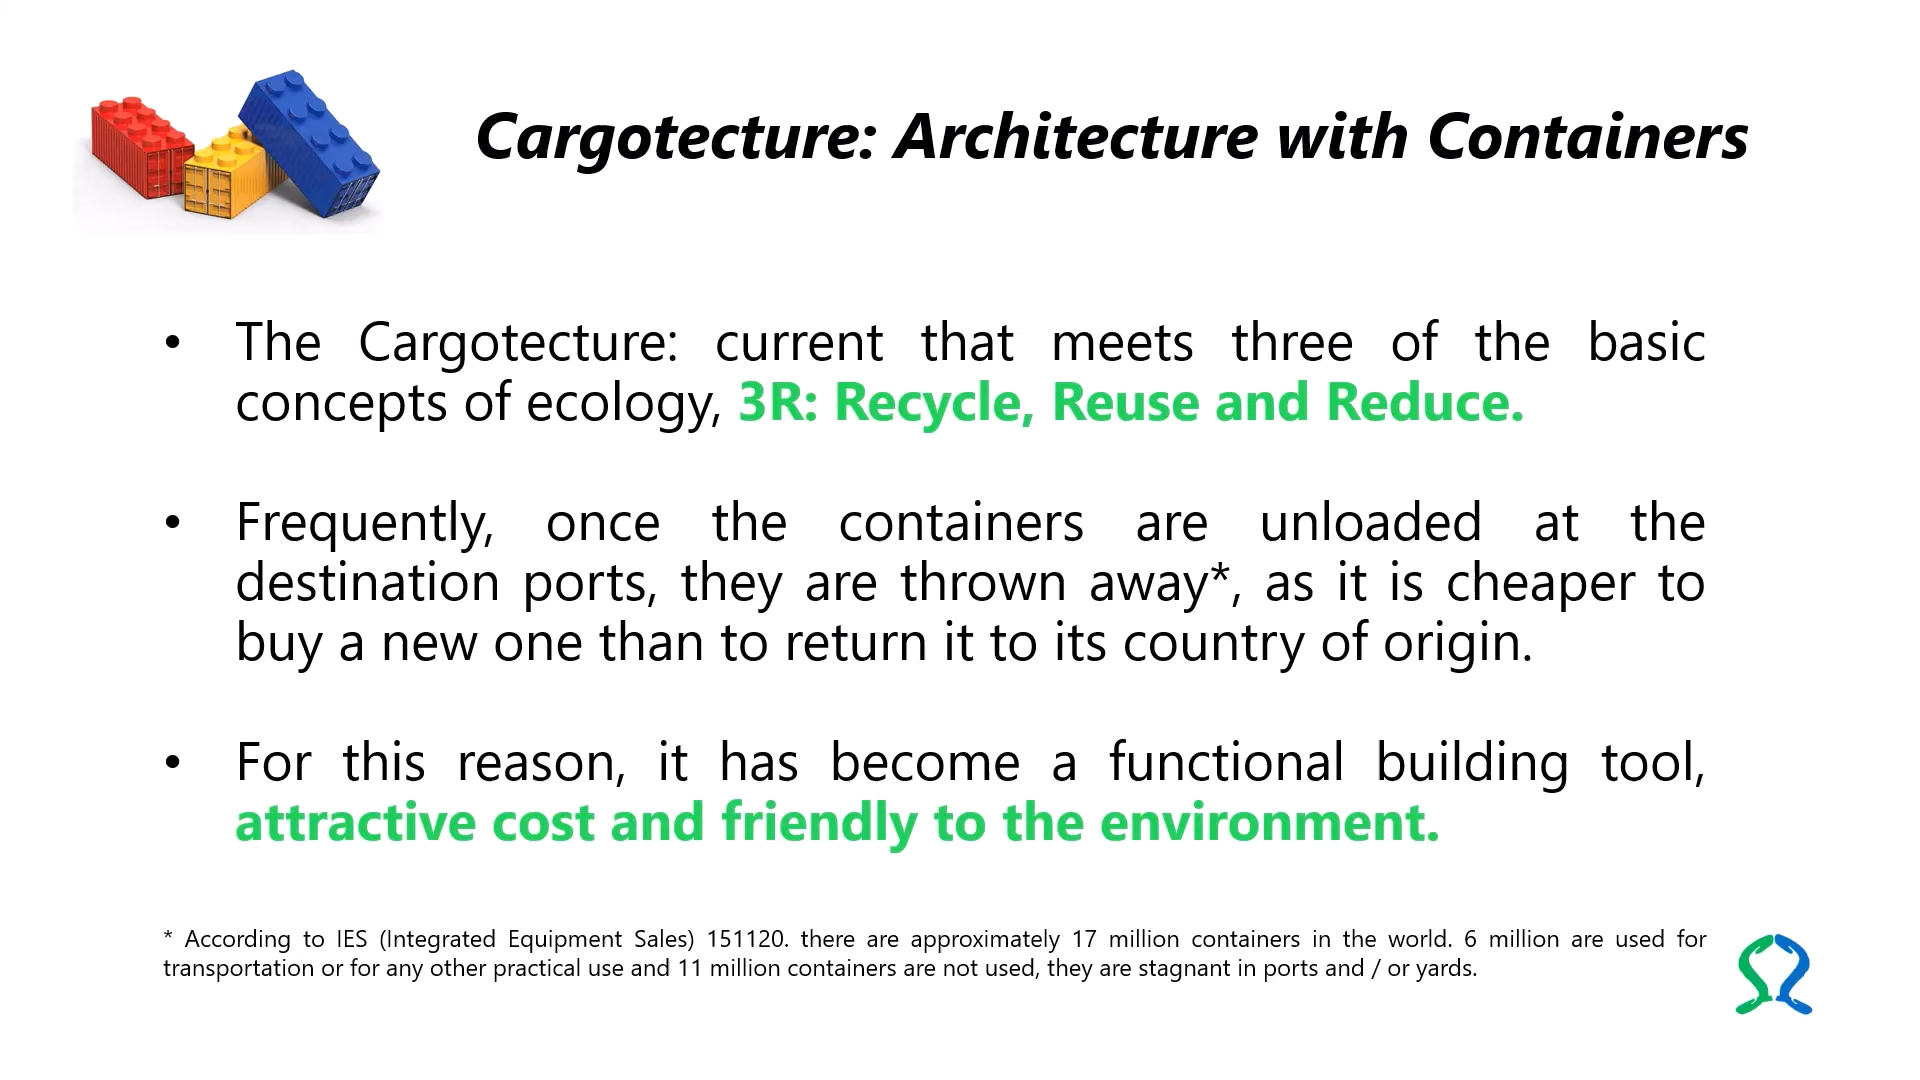 Cargotecture: Architecture with Containers
• The Cargotecture: current that meets three of the basic
concepts of ecology, 3R: Recycle, Reuse and Reduce.
• Frequently, once the containers are unloaded at the
destination ports, they are thrown away*, as it is cheaper to
buy a new one than to return it to its country of origin.
• For this reason, it has become a functional building tool,
attractive cost and friendly to the environment.
* According to IES (Integrated Equipment Sales) 151120. there are approximately 17 million containers in the world. 6 million are used for
transportation or for any other practical use and 11 million containers are not used, they are stagnant in ports and / or yards.